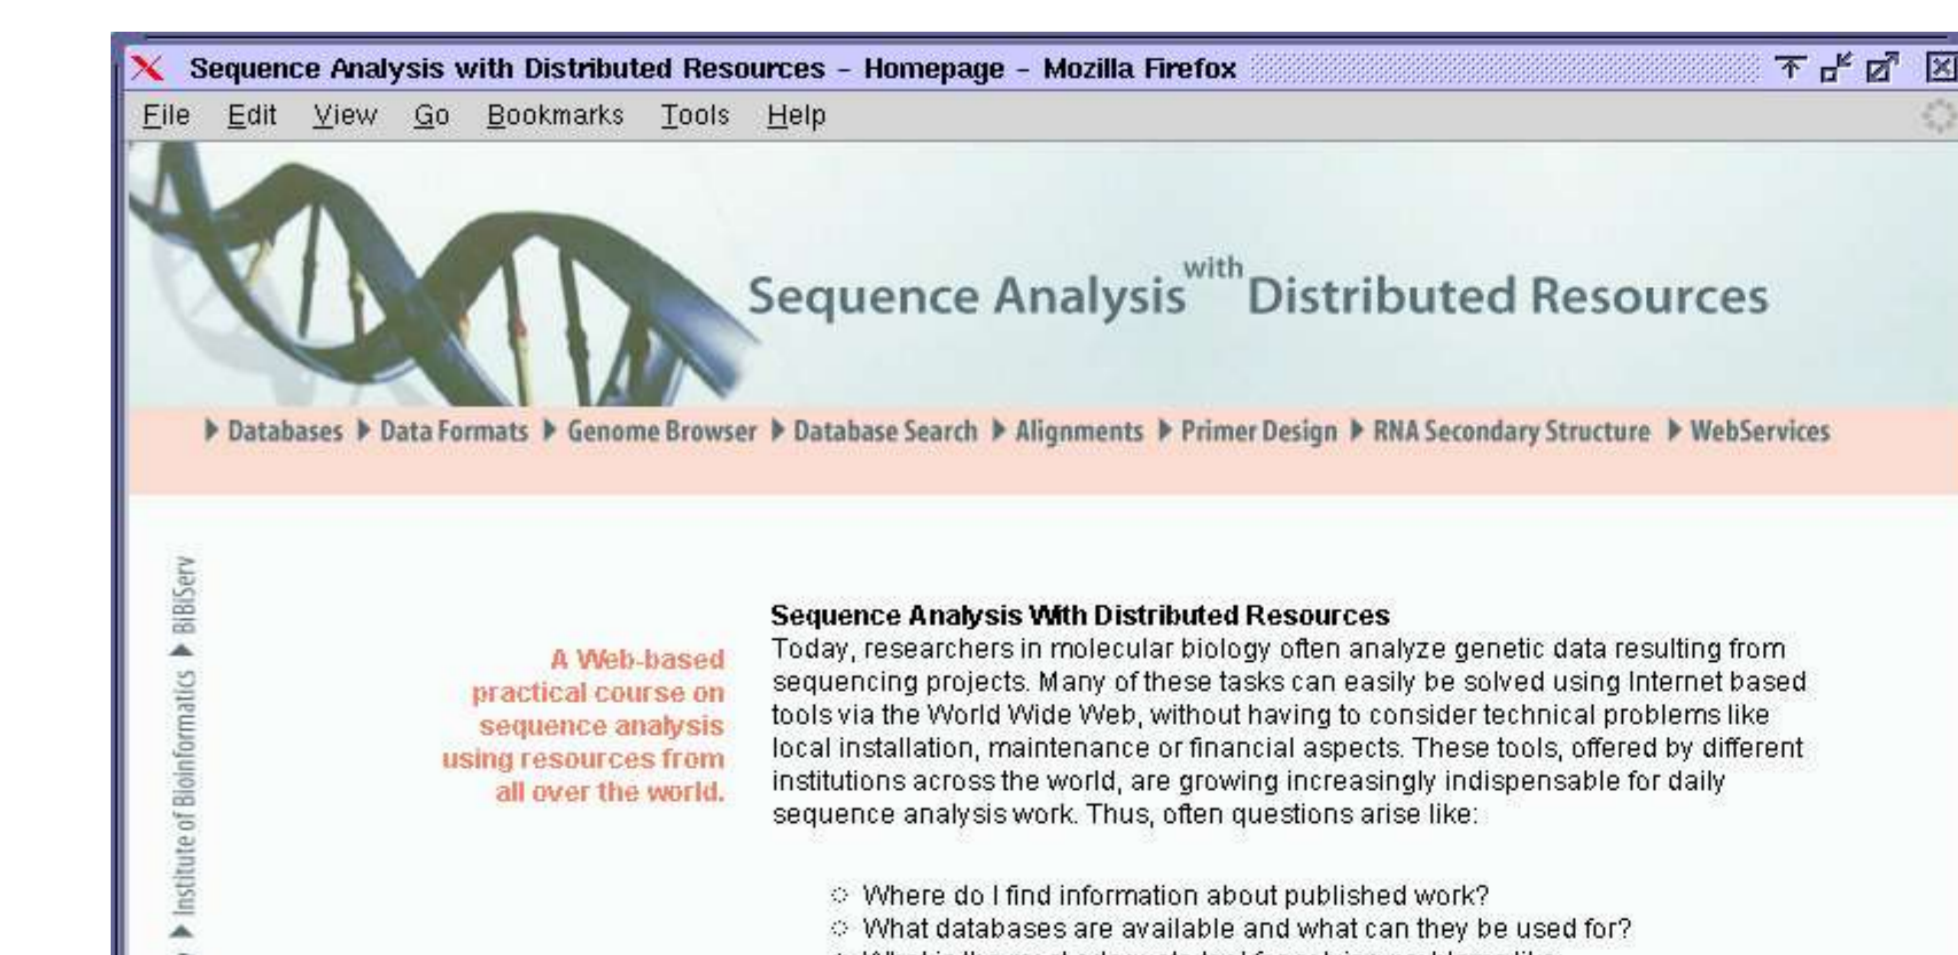 Sequence Analysis with Distributed Resources - Homepage - Mozilla Firefox
File Edit View Go Bookmarks Tools Help
Sequence Analysis with Distributed Resources
Databases Data Formats Genome Browser Database Search Alignments Primer Design RNA Secondary Structure WebServices
Institute of Bioinformatics BiBiServ
A Web-based
practical course on
sequence analysis
using resources from
all over the world.
Sequence Analysis With Distributed Resources
Today, researchers in molecular biology often analyze genetic data resulting from
sequencing projects. Many of these tasks can easily be solved using Internet based
tools via the World Wide Web, without having to consider technical problems like
local installation, maintenance or financial aspects. These tools, offered by different
institutions across the world, are growing increasingly indispensable for daily
sequence analysis work. Thus, often questions arise like:
Where do I find information about published work?
What databases are available and what can they be used for?